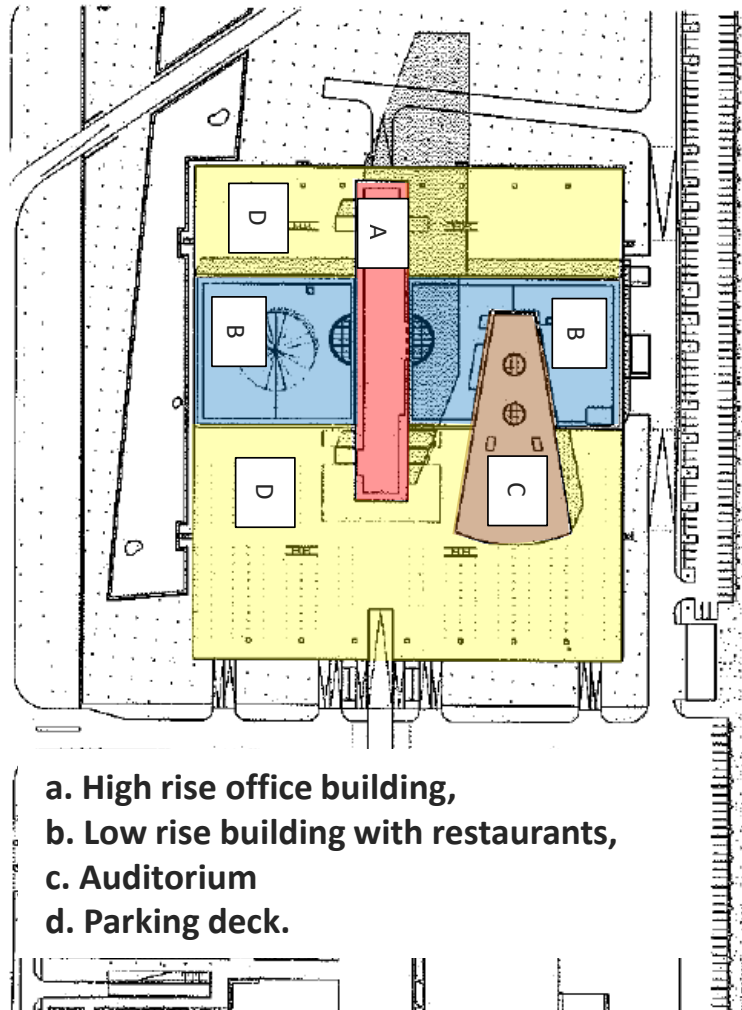 D
A
B
B
D
C
a. High rise office building,
b. Low rise building with restaurants,
c. Auditorium
d. Parking deck.